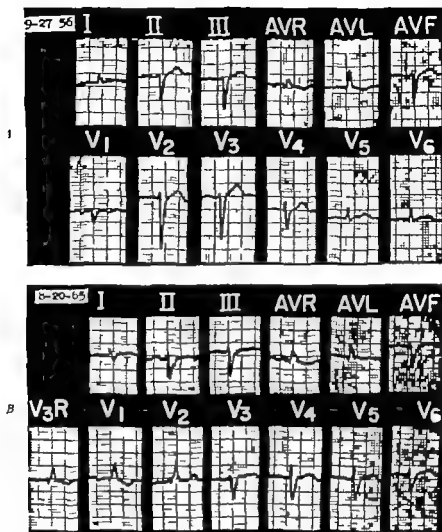 9-27 56
I II III AVR AVL AVF
V1 V2 V3 V4 V5 V6
8-20-65
I II III AVR AVL AVF
B
V3R V1 V2 V3 V4 V5 V6